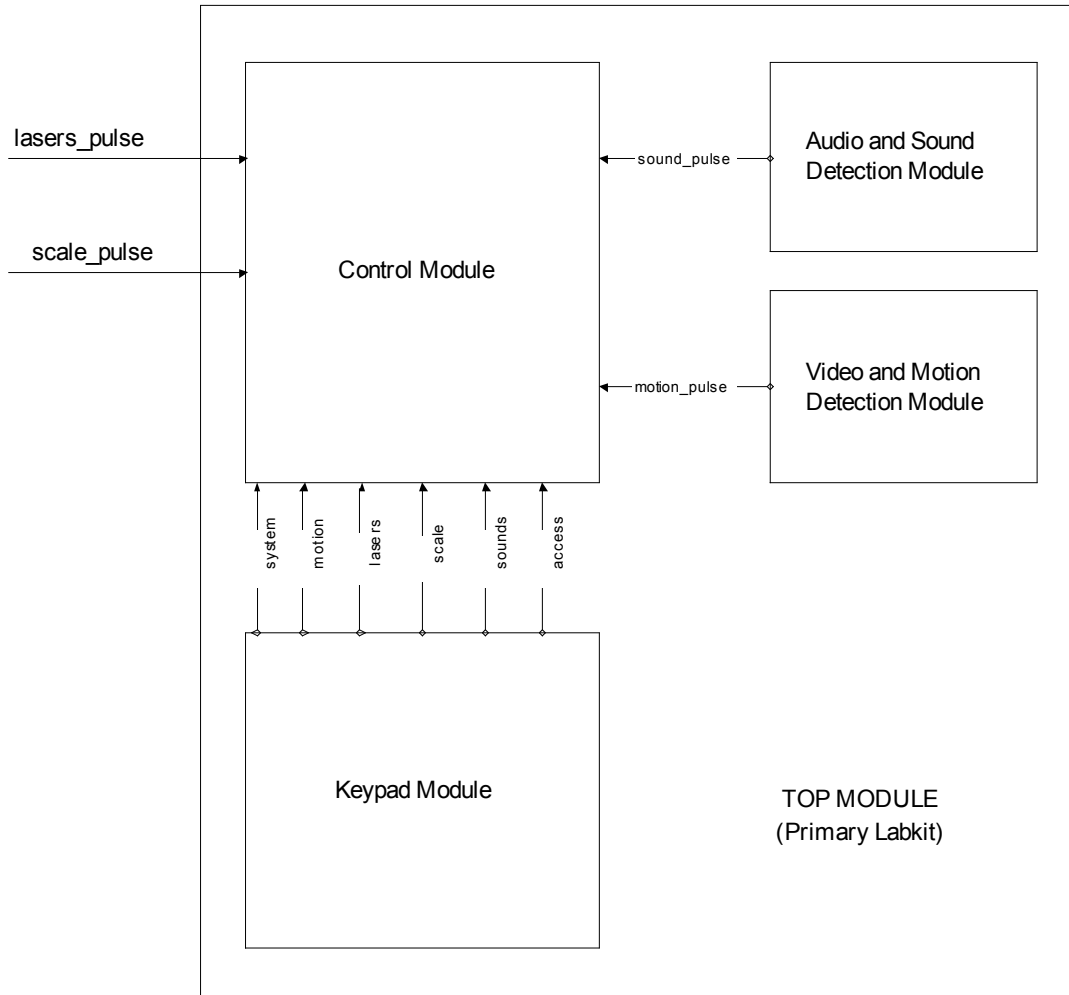 lasers_pulse
scale_pulse
Control Module
sound_pulse
Audio and Sound
Detection Module
motion_pulse
Video and Motion
Detection Module
system
motion
lasers
scale
sounds
access
Keypad Module
TOP MODULE
(Primary Labkit)